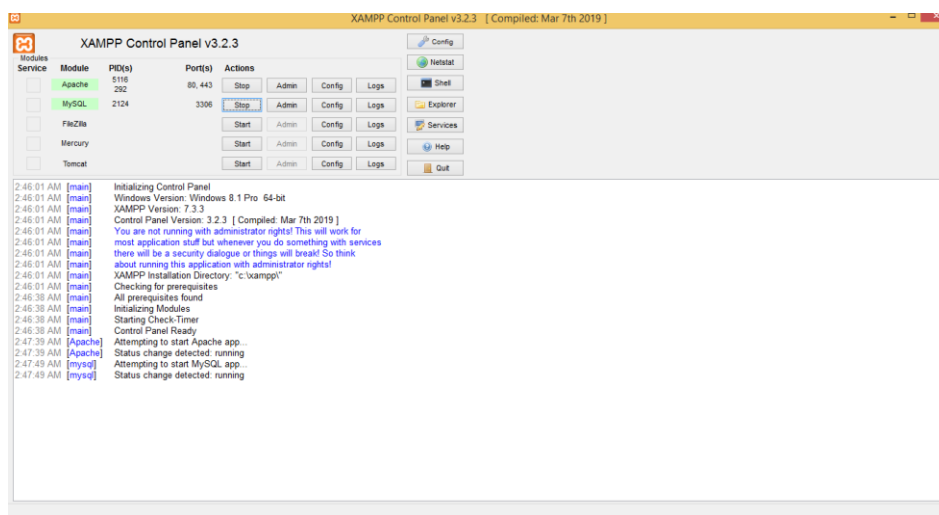 XAMPP Control Panel v3.2.3 [ Compiled: Mar 7th 2019 ]
XAMPP Control Panel v3.2.3
Config
Modules
Service Module PID(s) Port(s) Actions
Netstat
Apache 5116 292 80, 443 Stop Admin Config Logs
Shell
MySQL 2124 3306 Stop Admin Config Logs
Explorer
FileZilla Start Admin Config Logs
Services
Mercury Start Admin Config Logs
Help
Tomcat Start Admin Config Logs
Quit
2:46:01 AM [main] Initializing Control Panel
2:46:01 AM [main] Windows Version: Windows 8.1 Pro 64-bit
2:46:01 AM [main] XAMPP Version: 7.3.3
2:46:01 AM [main] Control Panel Version: 3.2.3 [ Compiled: Mar 7th 2019 ]
2:46:01 AM [main] You are not running with administrator rights! This will work for
2:46:01 AM [main] most application stuff but whenever you do something with services
2:46:01 AM [main] there will be a security dialogue or things will break! So think
2:46:01 AM [main] about running this application with administrator rights!
2:46:01 AM [main] XAMPP Installation Directory: "c:\xampp\"
2:46:01 AM [main] Checking for prerequisites
2:46:38 AM [main] All prerequisites found
2:46:38 AM [main] Initializing Modules
2:46:38 AM [main] Starting Check-Timer
2:46:38 AM [main] Control Panel Ready
2:47:39 AM [Apache] Attempting to start Apache app...
2:47:39 AM [Apache] Status change detected: running
2:47:49 AM [mysql] Attempting to start MySQL app...
2:47:49 AM [mysql] Status change detected: running